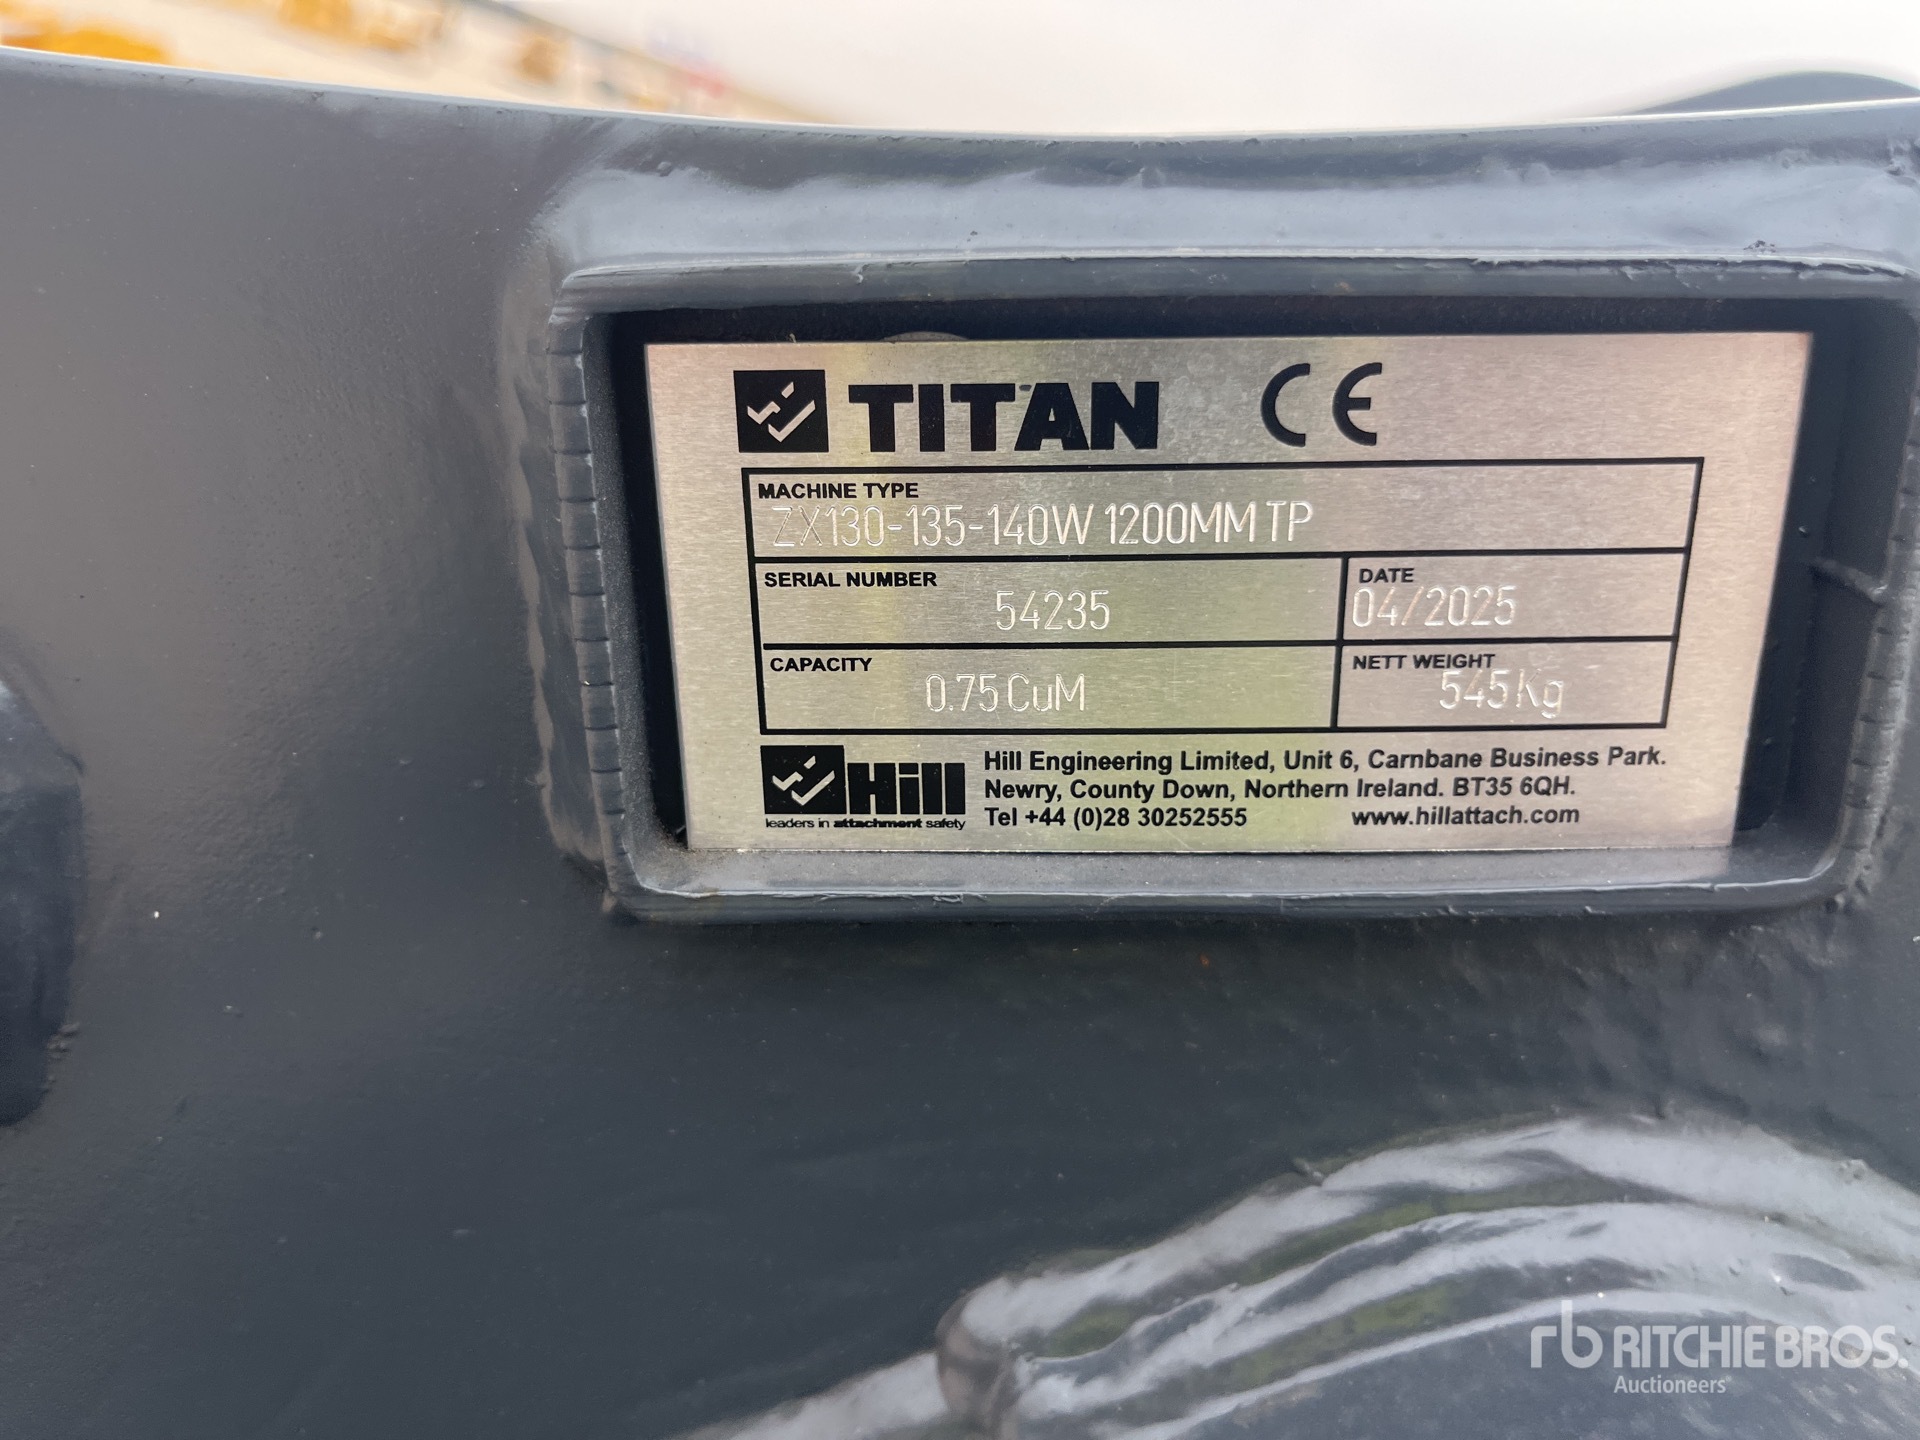 TITAN CE
MACHINE TYPE
ZX130-135-140W 1200MM TP
SERIAL NUMBER
54235
DATE
04/2025
CAPACITY
0.75 CuM
NETT WEIGHT
545Kg
Hill
leaders in attachment safety
Hill Engineering Limited, Unit 6, Carnbane Business Park.
Newry, County Down, Northern Ireland. BT35 6QH.
Tel +44 (0)28 30252555 www.hillattach.com
rb RITCHIE BROS.
Auctioneers